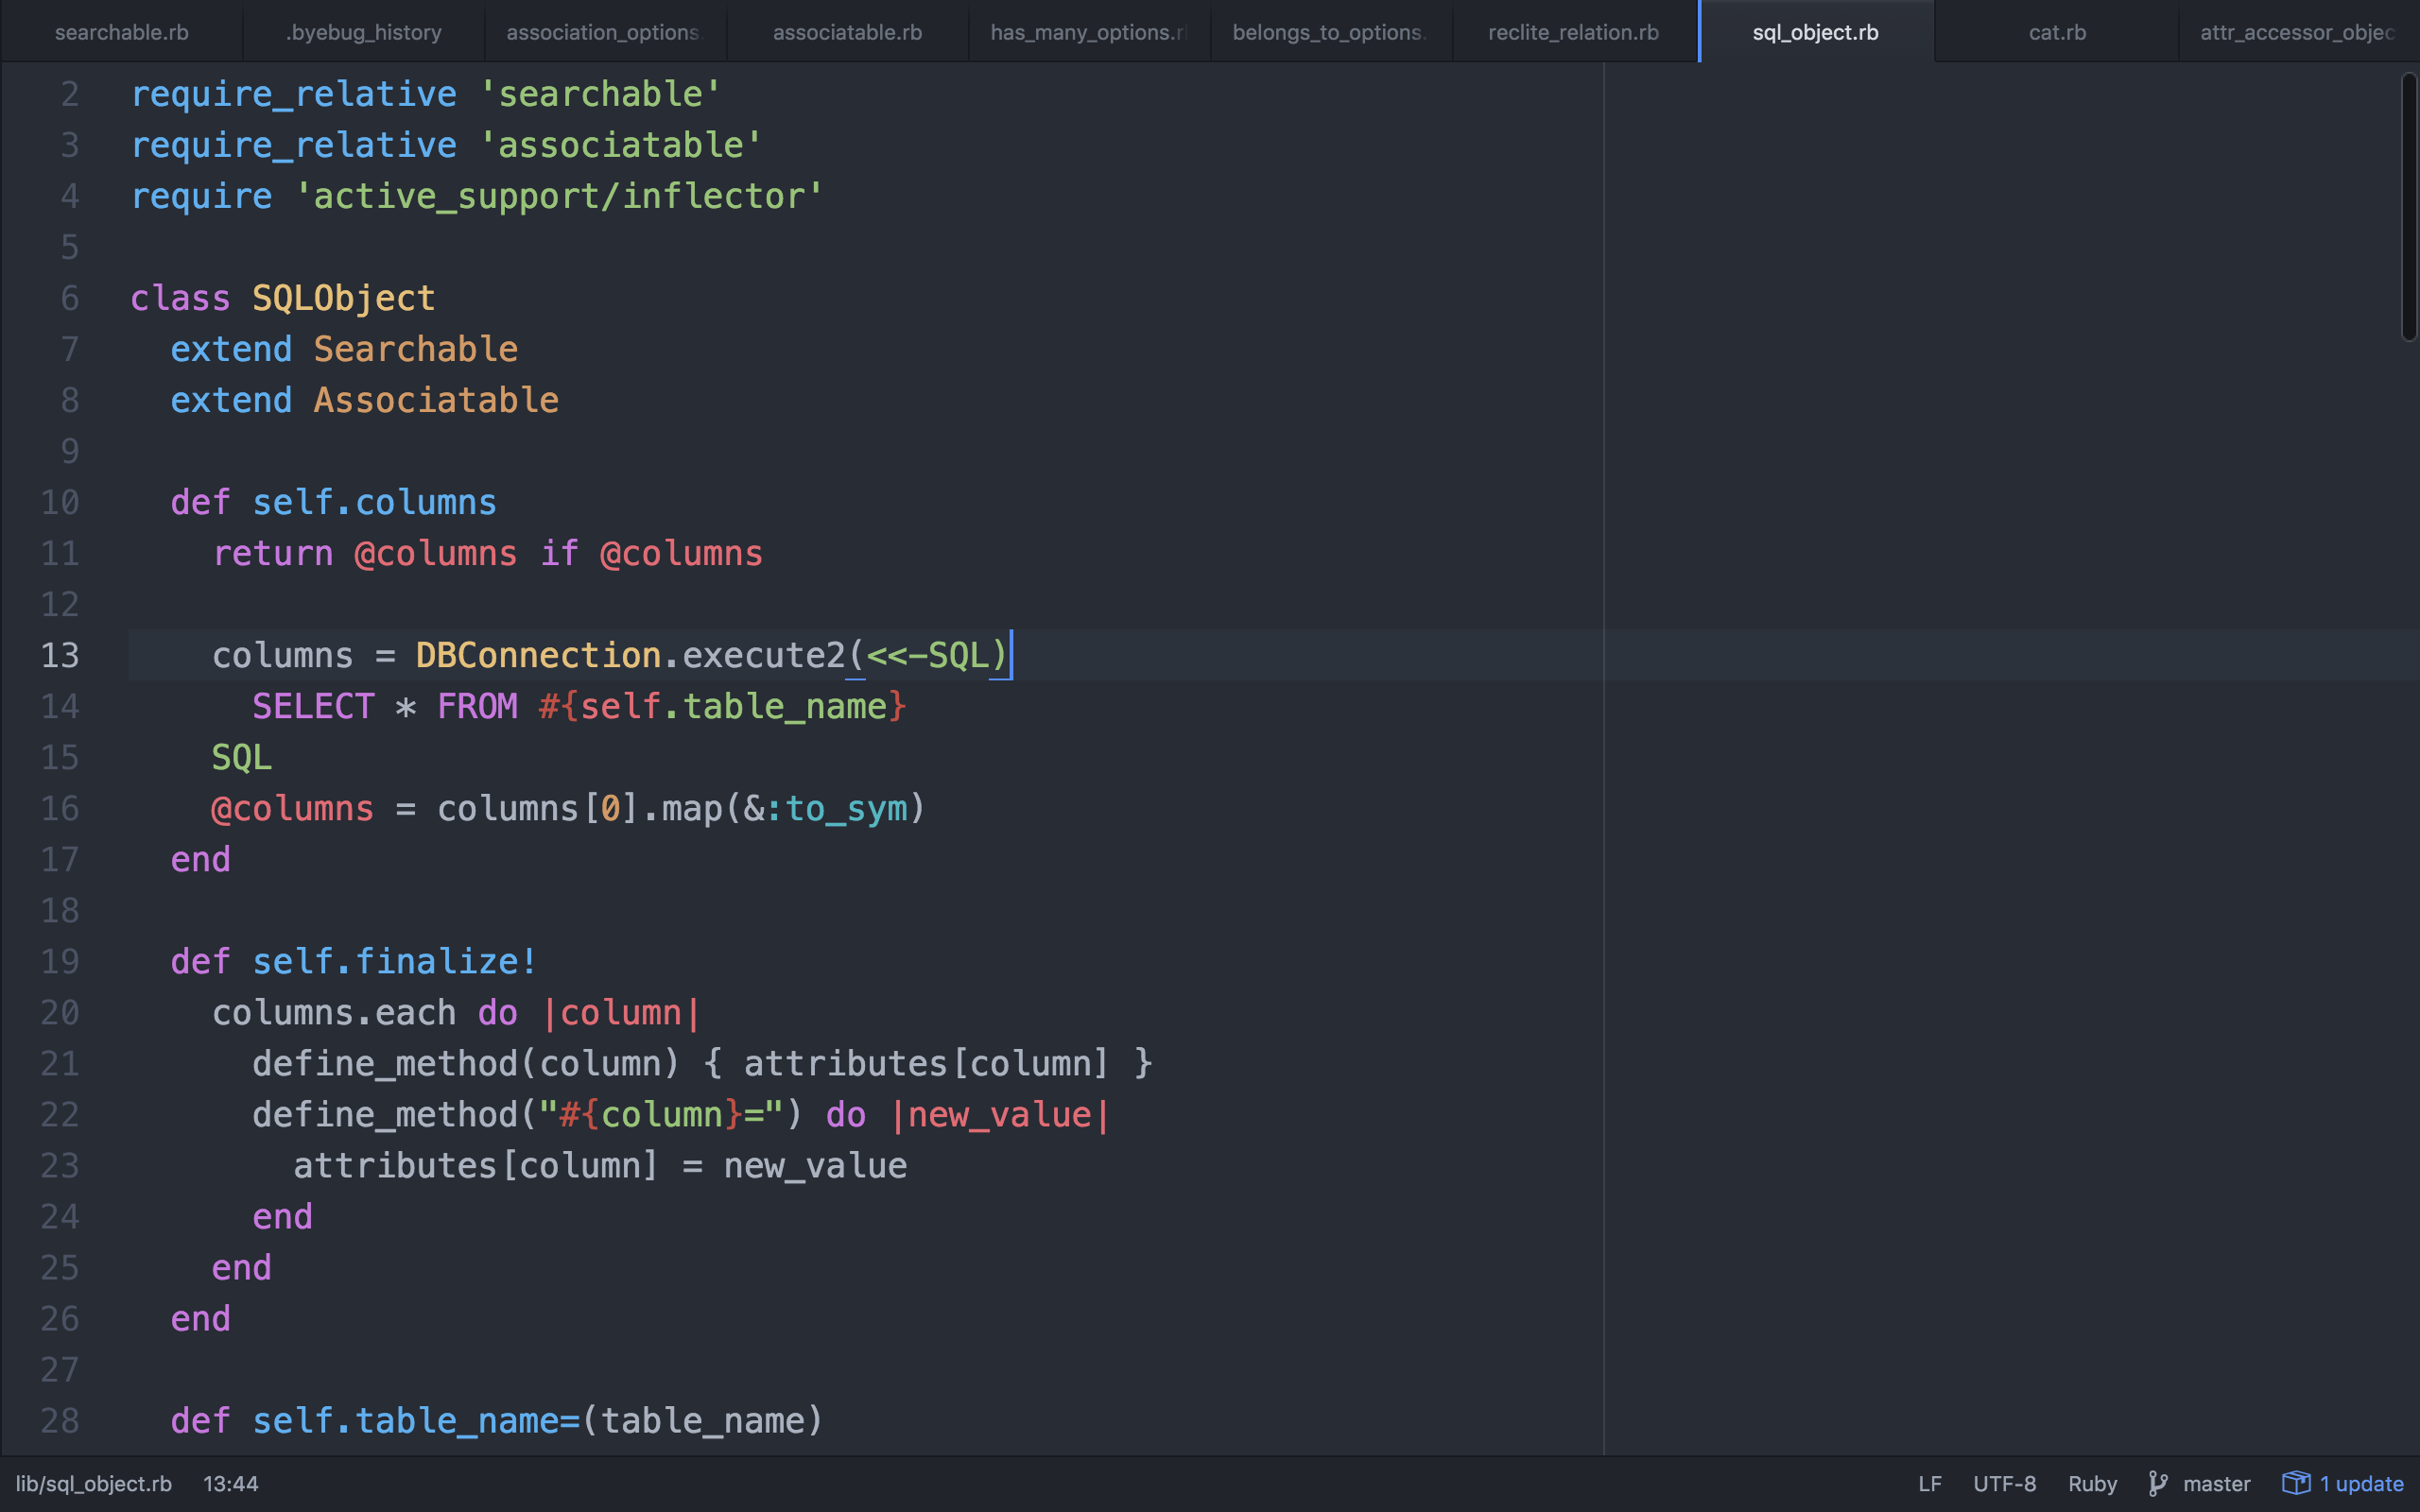 searchable.rb .byebug_history association_options. associatable.rb has_many_options.r belongs_to_options. reclite_relation.rb sql_object.rb cat.rb attr_accessor_objec
2 require_relative 'searchable'
3 require_relative 'associatable'
4 require 'active_support/inflector'
5
6 class SQLObject
7   extend Searchable
8   extend Associatable
9
10   def self.columns
11     return @columns if @columns
12
13     columns = DBConnection.execute2(<<-SQL)
14       SELECT * FROM #{self.table_name}
15     SQL
16     @columns = columns[0].map(&:to_sym)
17   end
18
19   def self.finalize!
20     columns.each do |column|
21       define_method(column) { attributes[column] }
22       define_method("#{column}=") do |new_value|
23         attributes[column] = new_value
24       end
25     end
26   end
27
28   def self.table_name=(table_name)
lib/sql_object.rb 13:44 LF UTF-8 Ruby master 1 update